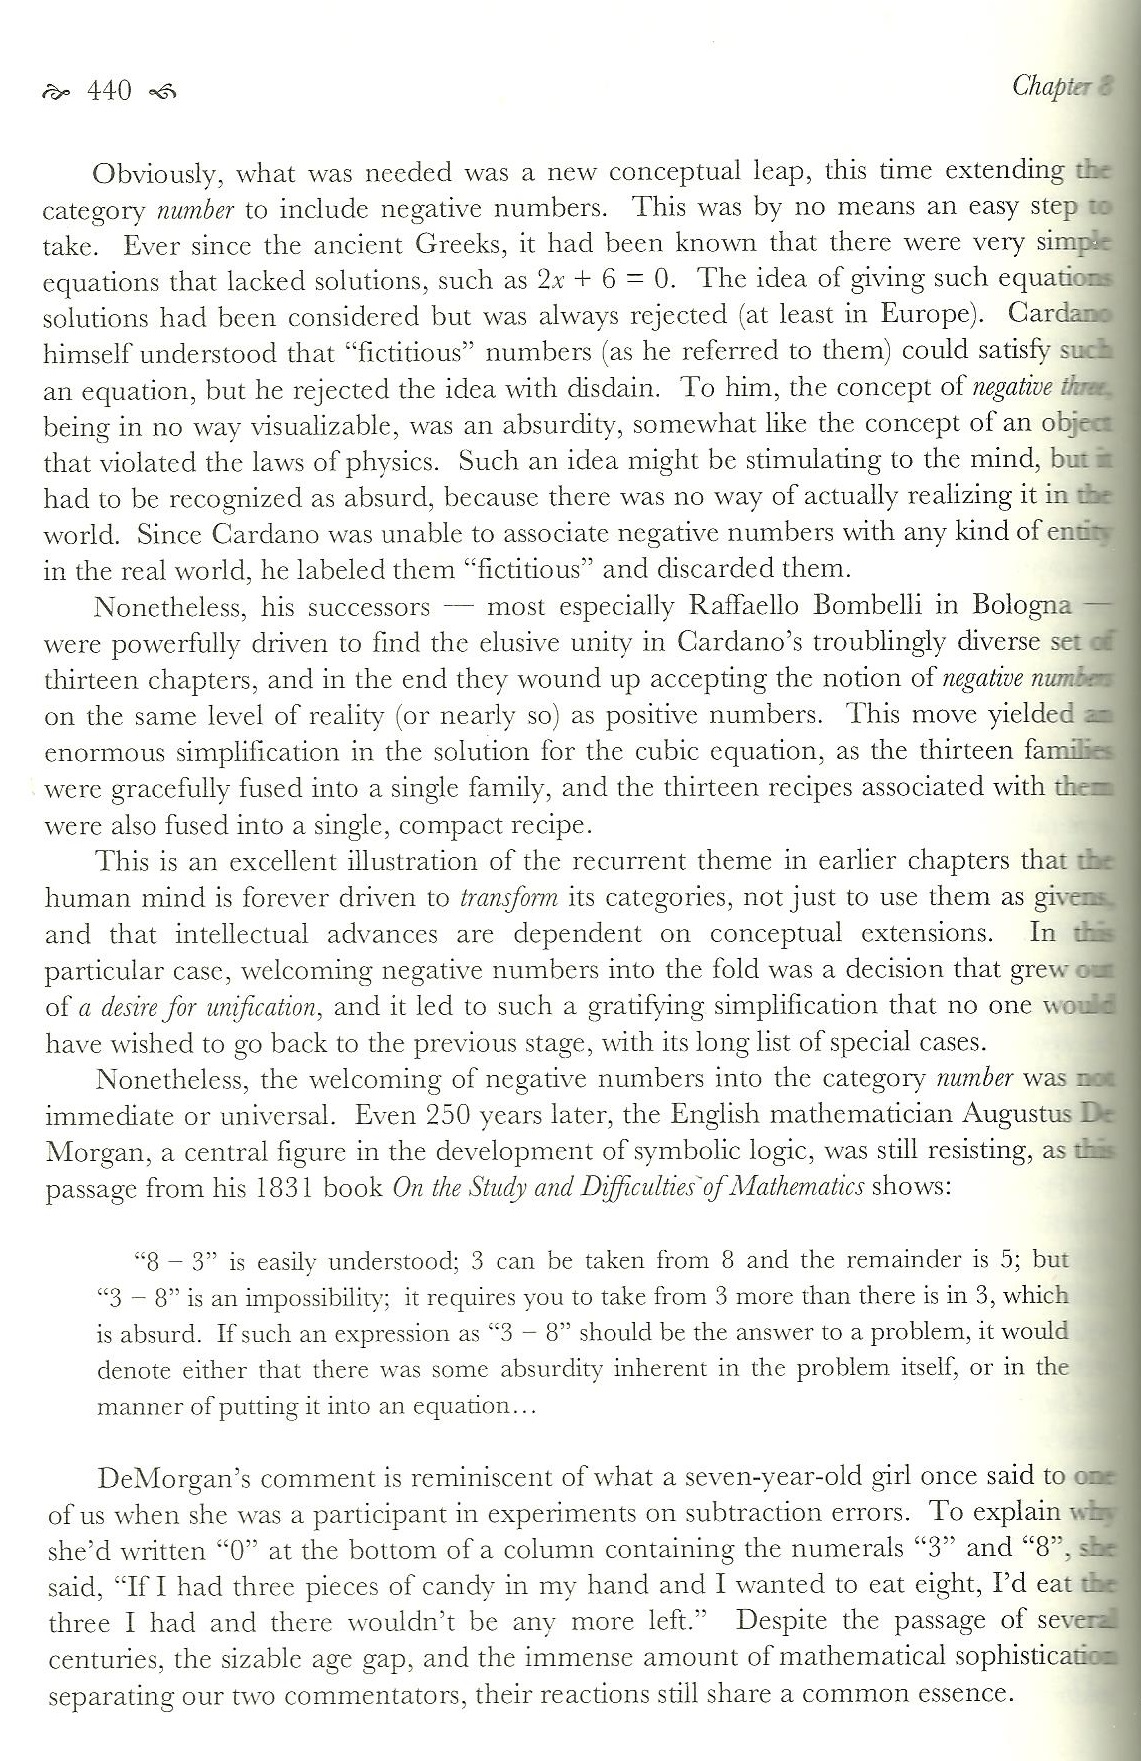 440
Chapter 8
Obviously, what was needed was a new conceptual leap, this time extending the
category number to include negative numbers. This was by no means an easy step to
take. Ever since the ancient Greeks, it had been known that there were very simple
equations that lacked solutions, such as 2x + 6 = 0. The idea of giving such equations
solutions had been considered but was always rejected (at least in Europe). Cardano
himself understood that “fictitious” numbers (as he referred to them) could satisfy such
an equation, but he rejected the idea with disdain. To him, the concept of negative three,
being in no way visualizable, was an absurdity, somewhat like the concept of an object
that violated the laws of physics. Such an idea might be stimulating to the mind, but it
had to be recognized as absurd, because there was no way of actually realizing it in the
world. Since Cardano was unable to associate negative numbers with any kind of entity
in the real world, he labeled them “fictitious” and discarded them.
Nonetheless, his successors — most especially Raffaello Bombelli in Bologna —
were powerfully driven to find the elusive unity in Cardano’s troublingly diverse set of
thirteen chapters, and in the end they wound up accepting the notion of negative numbers
on the same level of reality (or nearly so) as positive numbers. This move yielded an
enormous simplification in the solution for the cubic equation, as the thirteen families
were gracefully fused into a single family, and the thirteen recipes associated with them
were also fused into a single, compact recipe.
This is an excellent illustration of the recurrent theme in earlier chapters that the
human mind is forever driven to transform its categories, not just to use them as givens,
and that intellectual advances are dependent on conceptual extensions. In this
particular case, welcoming negative numbers into the fold was a decision that grew out
of a desire for unification, and it led to such a gratifying simplification that no one would
have wished to go back to the previous stage, with its long list of special cases.
Nonetheless, the welcoming of negative numbers into the category number was not
immediate or universal. Even 250 years later, the English mathematician Augustus De
Morgan, a central figure in the development of symbolic logic, was still resisting, as this
passage from his 1831 book On the Study and Difficulties of Mathematics shows:
“8 – 3” is easily understood; 3 can be taken from 8 and the remainder is 5; but
“3 – 8” is an impossibility; it requires you to take from 3 more than there is in 3, which
is absurd. If such an expression as “3 – 8” should be the answer to a problem, it would
denote either that there was some absurdity inherent in the problem itself, or in the
manner of putting it into an equation…
DeMorgan’s comment is reminiscent of what a seven-year-old girl once said to one
of us when she was a participant in experiments on subtraction errors. To explain why
she’d written “0” at the bottom of a column containing the numerals “3” and “8”, she
said, “If I had three pieces of candy in my hand and I wanted to eat eight, I’d eat the
three I had and there wouldn’t be any more left.” Despite the passage of several
centuries, the sizable age gap, and the immense amount of mathematical sophistication
separating our two commentators, their reactions still share a common essence.